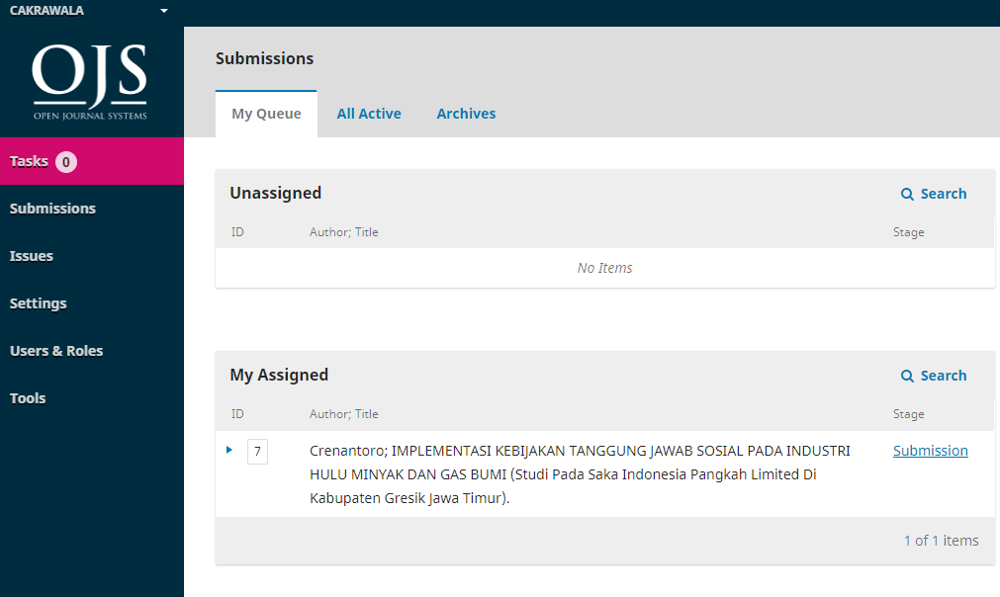 CAKRAWALA
OJS
OPEN JOURNAL SYSTEMS
Tasks 0
Submissions
Issues
Settings
Users & Roles
Tools
Submissions
My Queue All Active Archives
Unassigned Search
ID Author; Title Stage
No Items
My Assigned Search
ID Author; Title Stage
7 Crenantoro; IMPLEMENTASI KEBIJAKAN TANGGUNG JAWAB SOSIAL PADA INDUSTRI Submission
HULU MINYAK DAN GAS BUMI (Studi Pada Saka Indonesia Pangkah Limited Di
Kabupaten Gresik Jawa Timur).
1 of 1 items